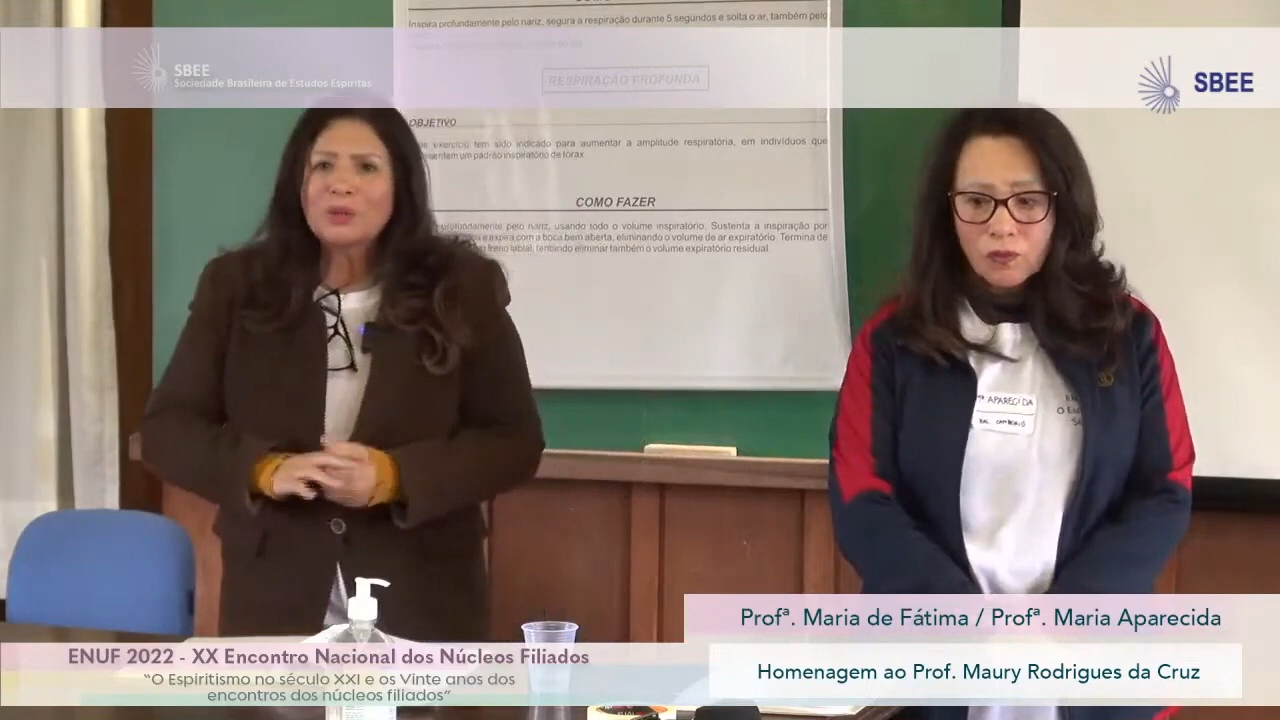 Inspira profundamente pelo nariz, segura a respiração durante 5 segundos e solta o ar, também pelo
SBEE
Sociedade Brasileira de Estudos Espíritas
SBEE
RESPIRAÇÃO PROFUNDA
OBJETIVO
exercício tem sido indicado para aumentar a amplitude respiratória, em indivíduos que
um padrão inspiratório de tórax
COMO FAZER
profundamente pelo nariz, usando todo o volume inspiratório. Sustenta a inspiração por
e expira com a boca bem aberta, eliminando o volume de ar expiratório. Termina de
freno labial, tentando eliminar também o volume expiratório residual.
Mª APARECIDA
BAL. CAMBORIÚ
Profª. Maria de Fátima / Profª. Maria Aparecida
Homenagem ao Prof. Maury Rodrigues da Cruz
ENUF 2022 - XX Encontro Nacional dos Núcleos Filiados
“O Espiritismo no século XXI e os Vinte anos dos
encontros dos núcleos filiados”